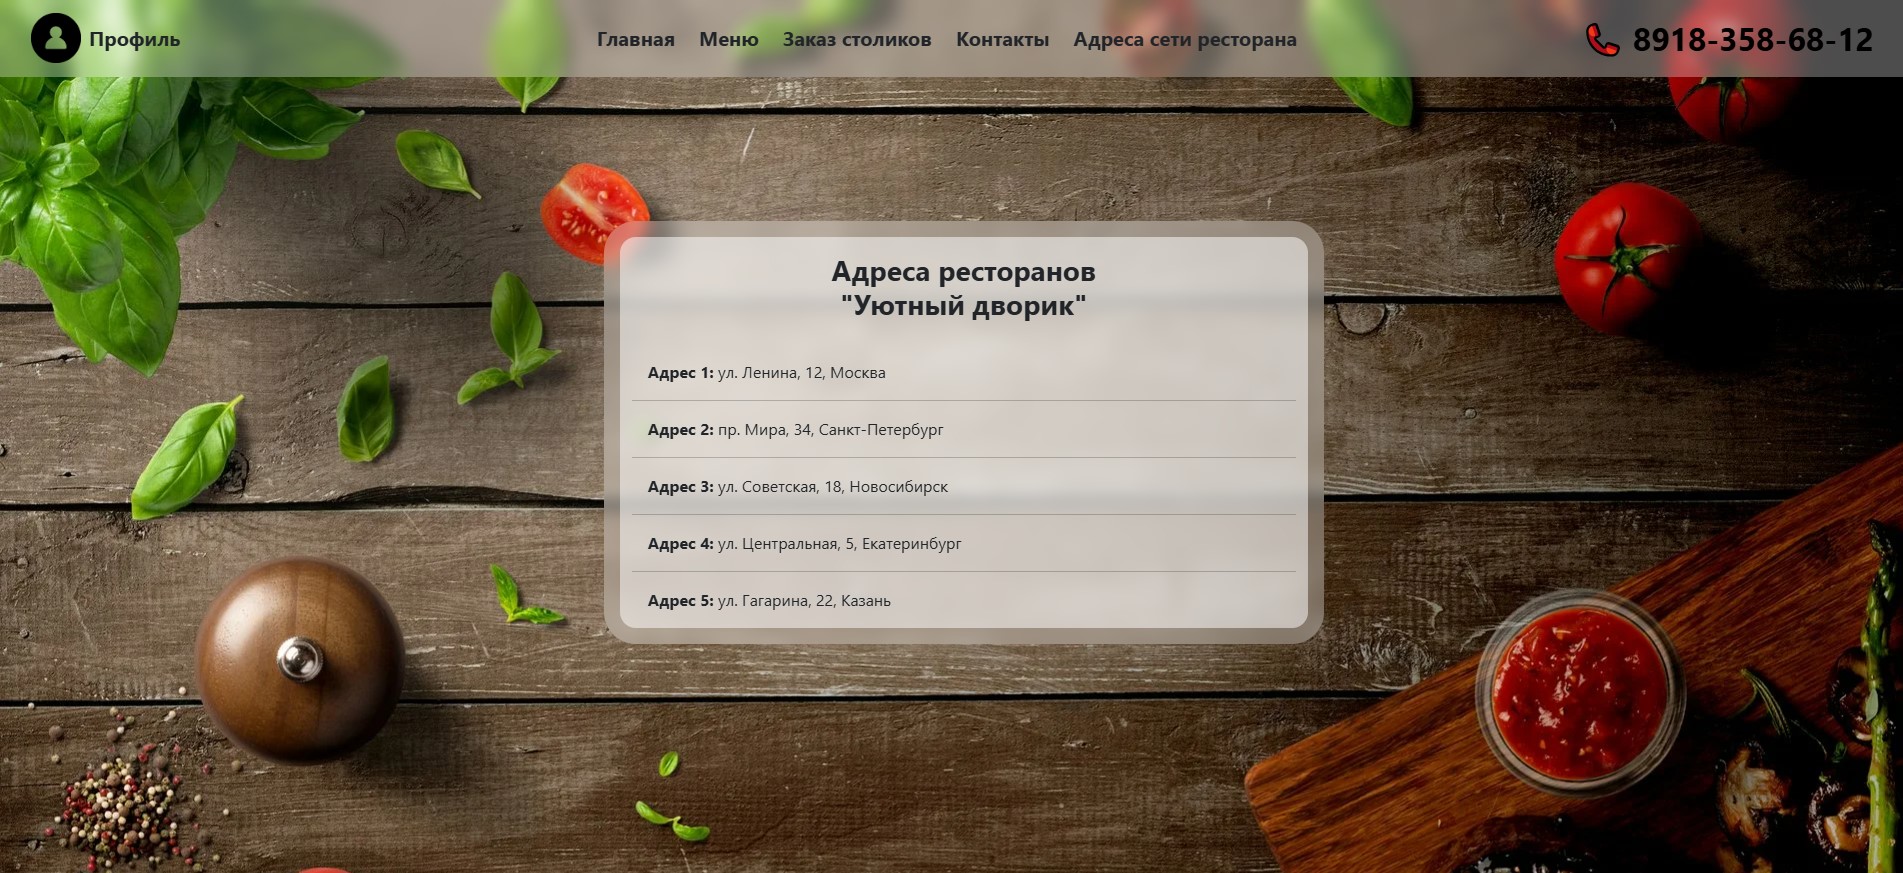 Профиль
Главная Меню Заказ столиков Контакты Адреса сети ресторана
8918-358-68-12
Адреса ресторанов
"Уютный дворик"
Адрес 1: ул. Ленина, 12, Москва
Адрес 2: пр. Мира, 34, Санкт-Петербург
Адрес 3: ул. Советская, 18, Новосибирск
Адрес 4: ул. Центральная, 5, Екатеринбург
Адрес 5: ул. Гагарина, 22, Казань